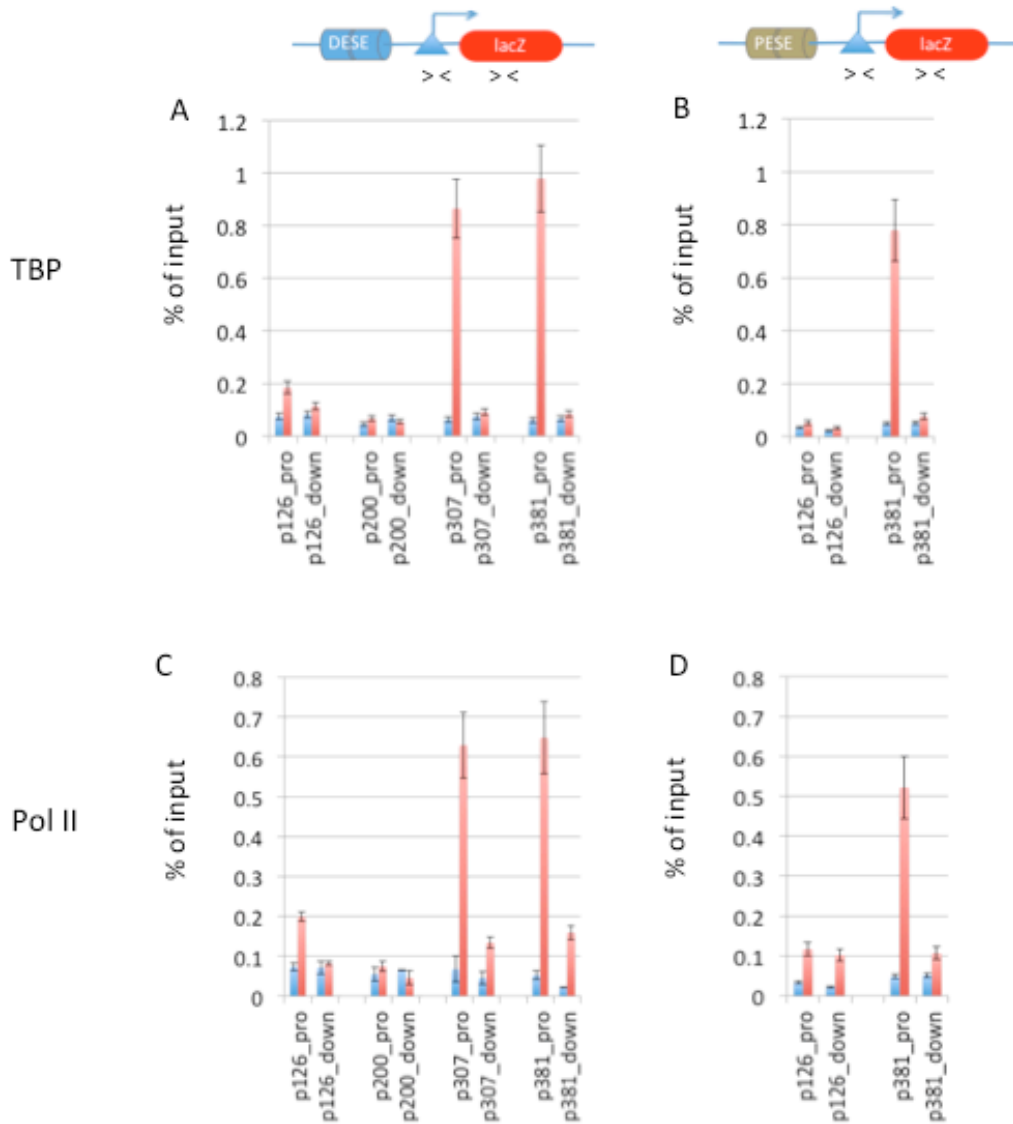 DESE lacZ PESE lacZ
> < > < > < > <
A B
1.2 1.2
1 1
0.8 0.8
0.6 0.6
0.4 0.4
0.2 0.2
0 0
% of input % of input
TBP
p126_pro p126_down p200_pro p200_down p307_pro p307_down p381_pro p381_down
p126_pro p126_down p381_pro p381_down
C D
0.8 0.8
0.7 0.7
0.6 0.6
0.5 0.5
0.4 0.4
0.3 0.3
0.2 0.2
0.1 0.1
0 0
% of input % of input
Pol II
p126_pro p126_down p200_pro p200_down p307_pro p307_down p381_pro p381_down
p126_pro p126_down p381_pro p381_down